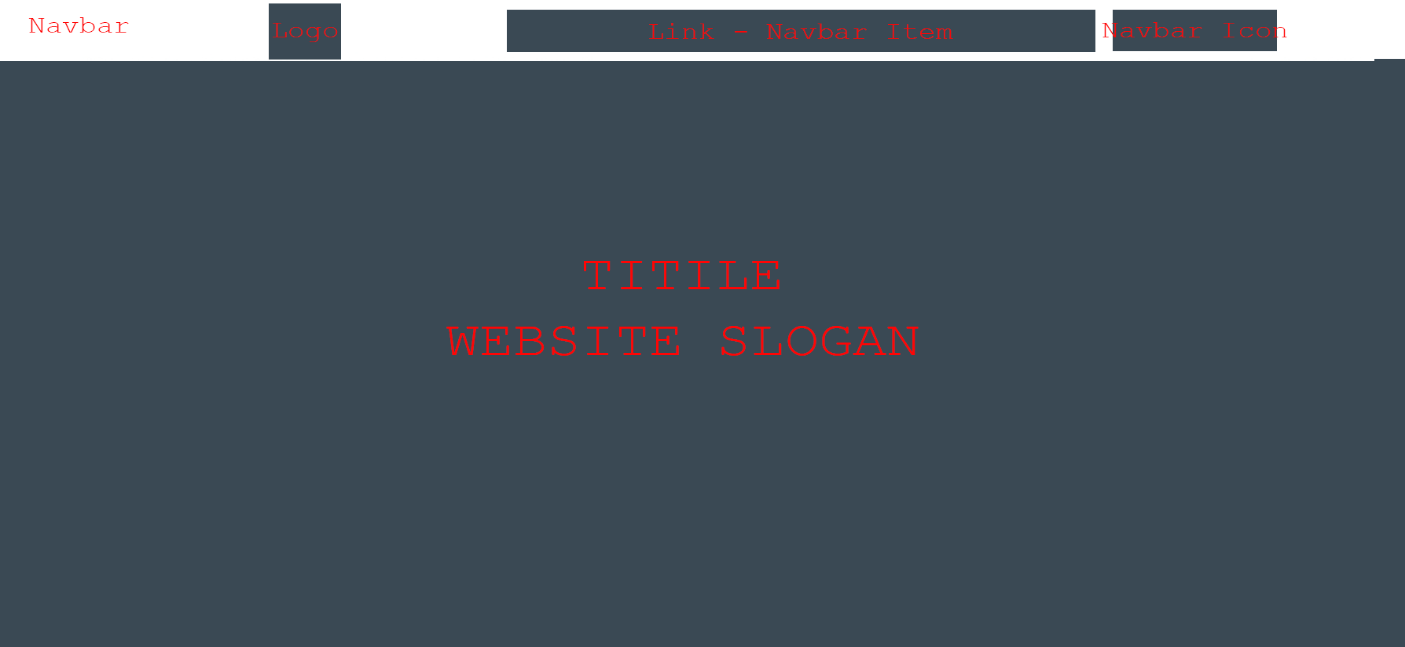 Navbar
Logo
Link - Navbar Item
Navbar Icon
TITILE
WEBSITE SLOGAN